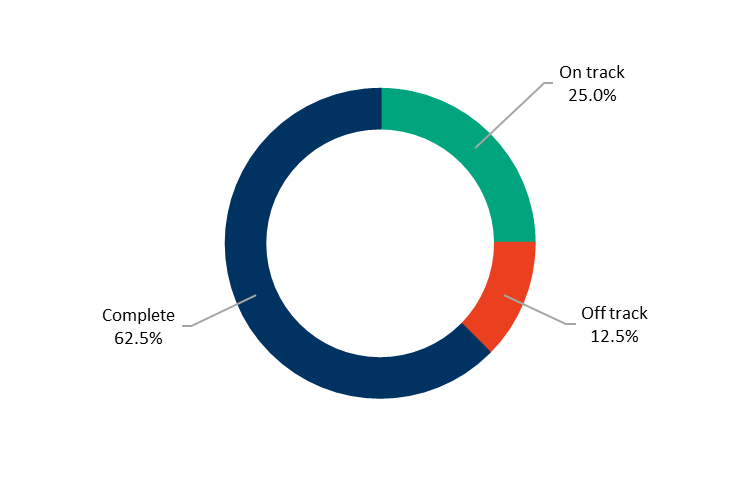 On track
25.0%
Off track
12.5%
Complete
62.5%